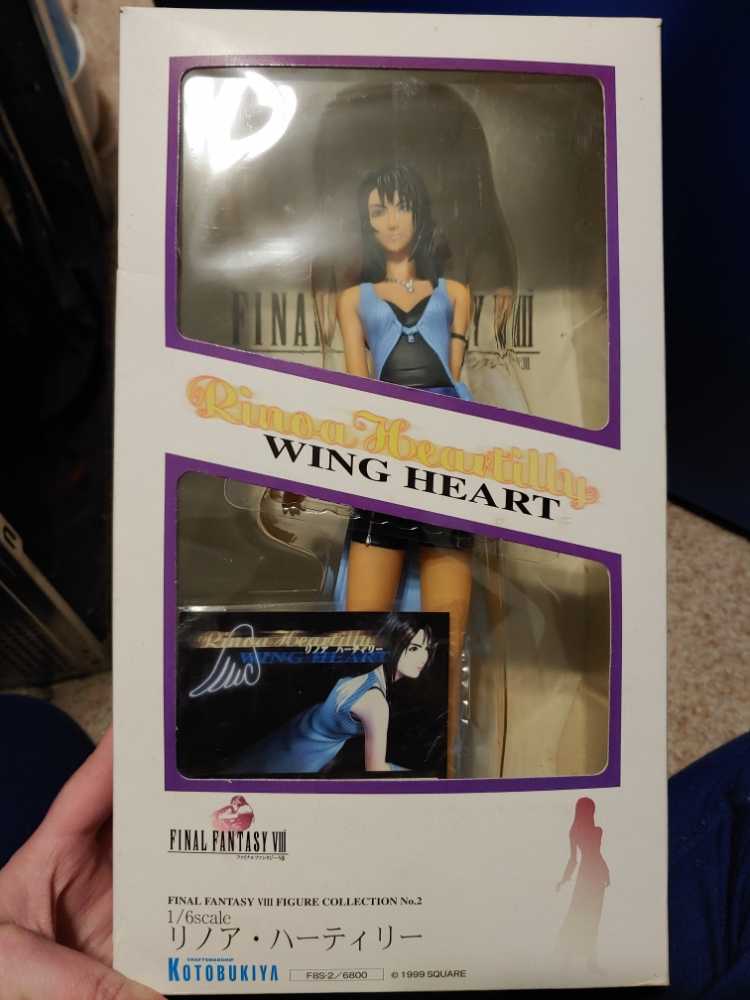 FINAL FANTASY VIII
Rinoa Heartilly
WING HEART
Rinoa Heartilly
リノア ハーティリー
WING HEART
FINAL FANTASY VIII
ファイナルファンタジーVIII
FINAL FANTASY VIII FIGURE COLLECTION No.2
1/6scale
リノア・ハーティリー
CRAFTSMANSHIP
KOTOBUKIYA
F8S-2/6800
© 1999 SQUARE